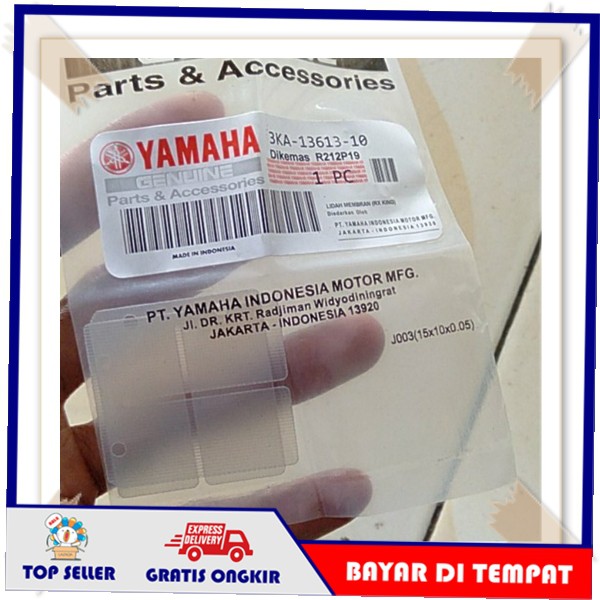 Parts & Accessories
YAMAHA
GENUINE
Parts & Accessories
MADE IN INDONESIA
3KA-13613-10
Dikemas R212P19
1 PC
LIDAH MEMBRAN (RX KING)
Diedarkan Oleh
PT. YAMAHA INDONESIA MOTOR MFG.
JAKARTA - INDONESIA 13920
PT. YAMAHA INDONESIA MOTOR MFG.
Jl. DR. KRT. Radjiman Widyodiningrat
JAKARTA - INDONESIA 13920
J003(15x10x0.05)
TOP SELLER
EXPRESS
DELIVERY
GRATIS ONGKIR
BAYAR DI TEMPAT